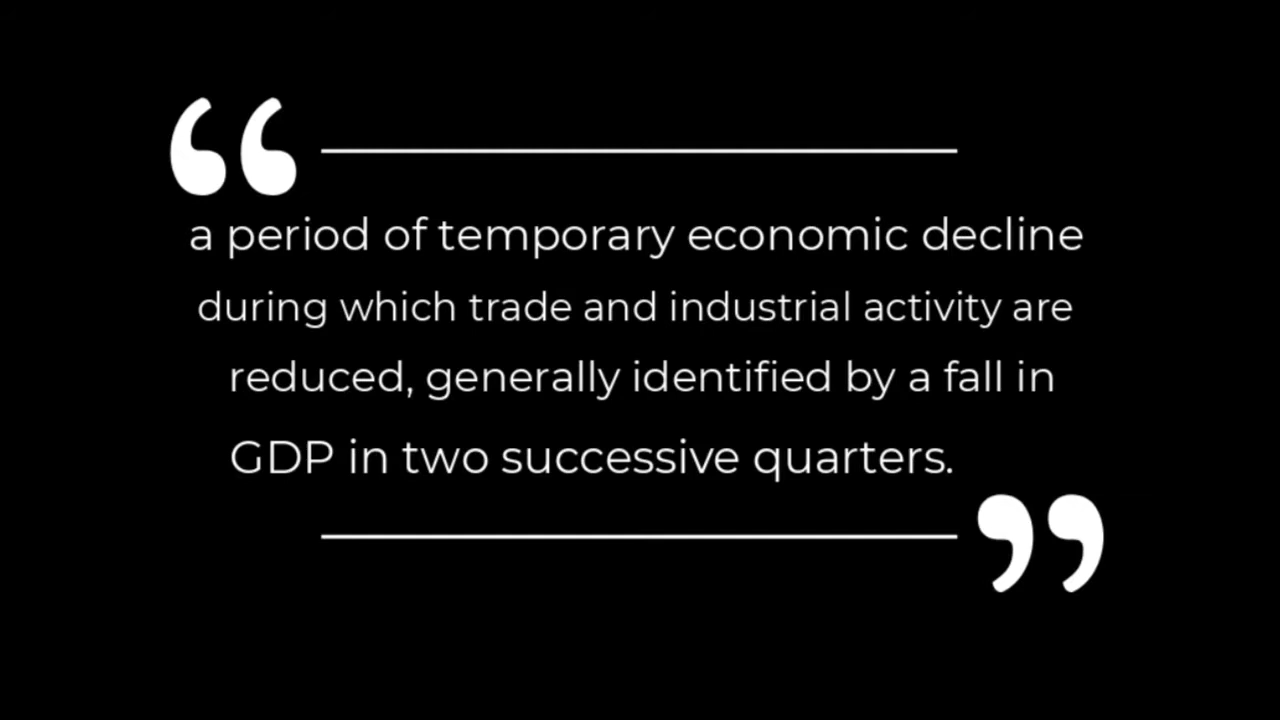 “
a period of temporary economic decline
during which trade and industrial activity are
reduced, generally identified by a fall in
GDP in two successive quarters.
”